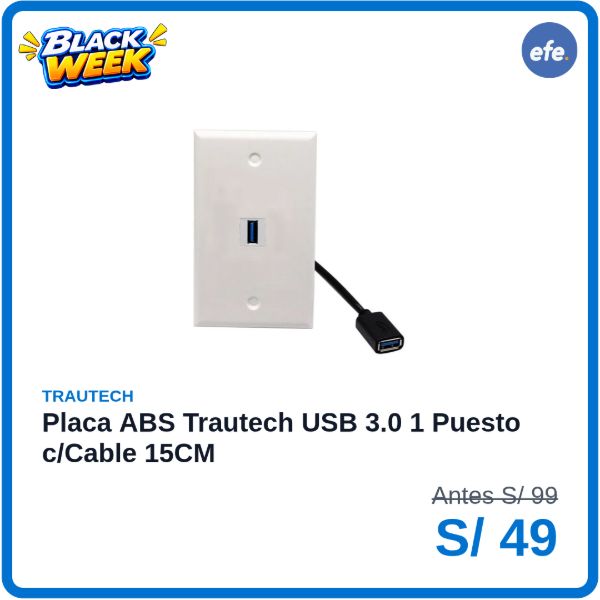 BLACK
WEEK
efe.
TRAUTECH
Placa ABS Trautech USB 3.0 1 Puesto
c/Cable 15CM
Antes S/ 99
S/ 49